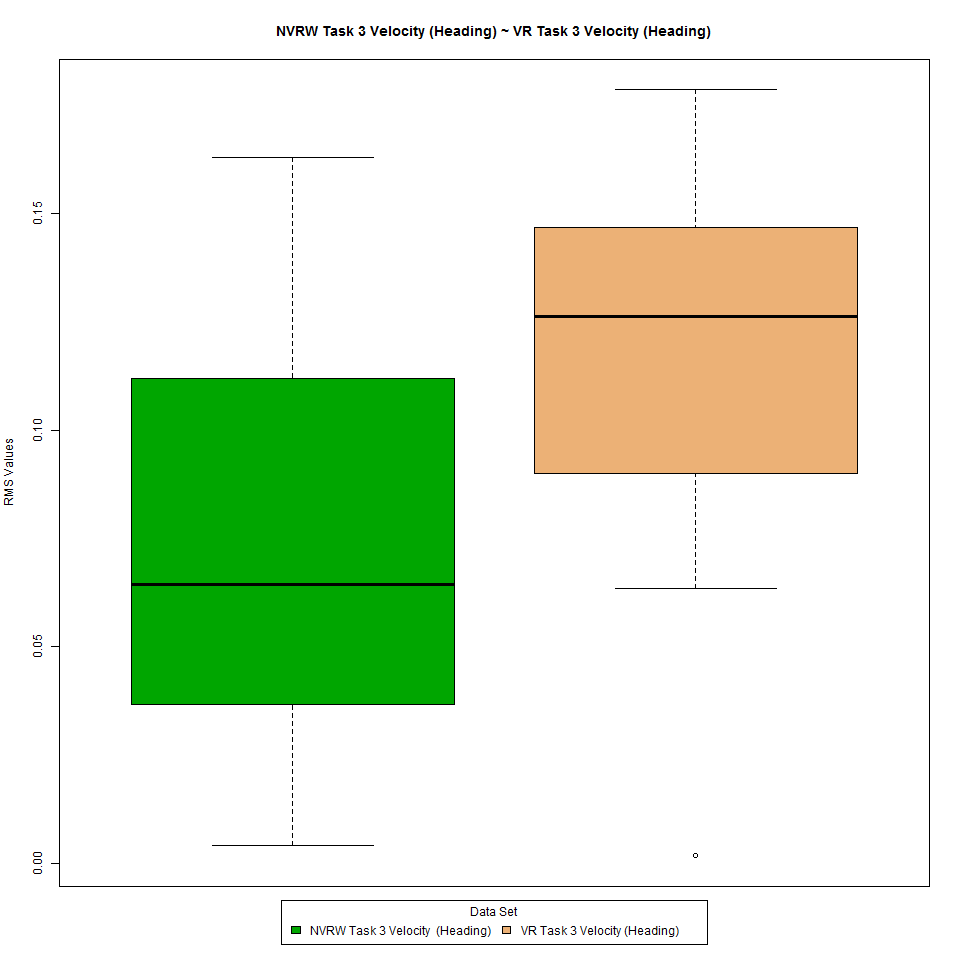 NVRW Task 3 Velocity (Heading) ~ VR Task 3 Velocity (Heading)
RMS Values
0.15
0.10
0.05
0.00
Data Set
NVRW Task 3 Velocity (Heading) VR Task 3 Velocity (Heading)